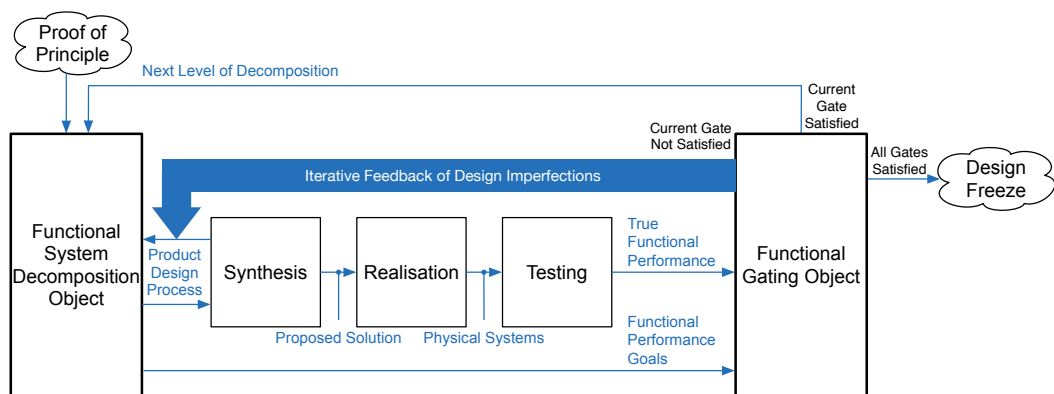 Proof of
Principle
Next Level of Decomposition
Current
Gate
Satisfied
Current Gate
Not Satisfied
All Gates
Satisfied
Design
Freeze
Iterative Feedback of Design Imperfections
Functional
System
Decomposition
Object
Product
Design
Process
Synthesis
Realisation
Testing
True
Functional
Performance
Functional
Gating Object
Proposed Solution
Physical Systems
Functional
Performance
Goals